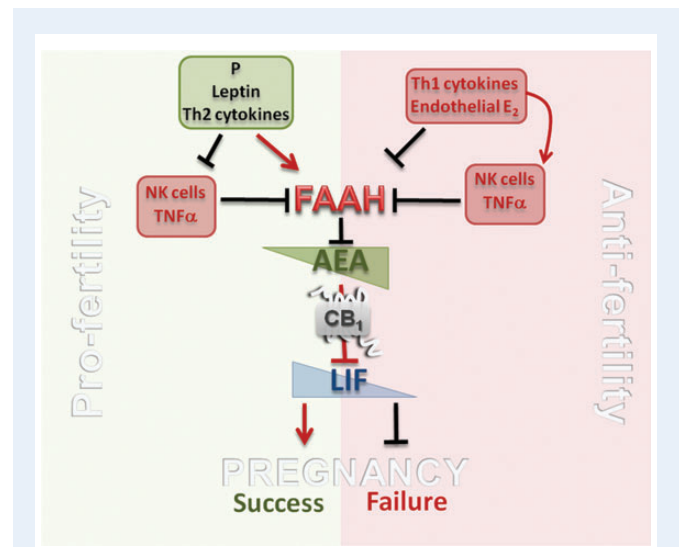 P
Leptin
Th2 cytokines
Th1 cytokines
Endothelial E₂
NK cells
TNFα
FAAH
NK cells
TNFα
Pro-fertility
Anti-fertility
AEA
CB₁
LIF
PREGNANCY
Success Failure